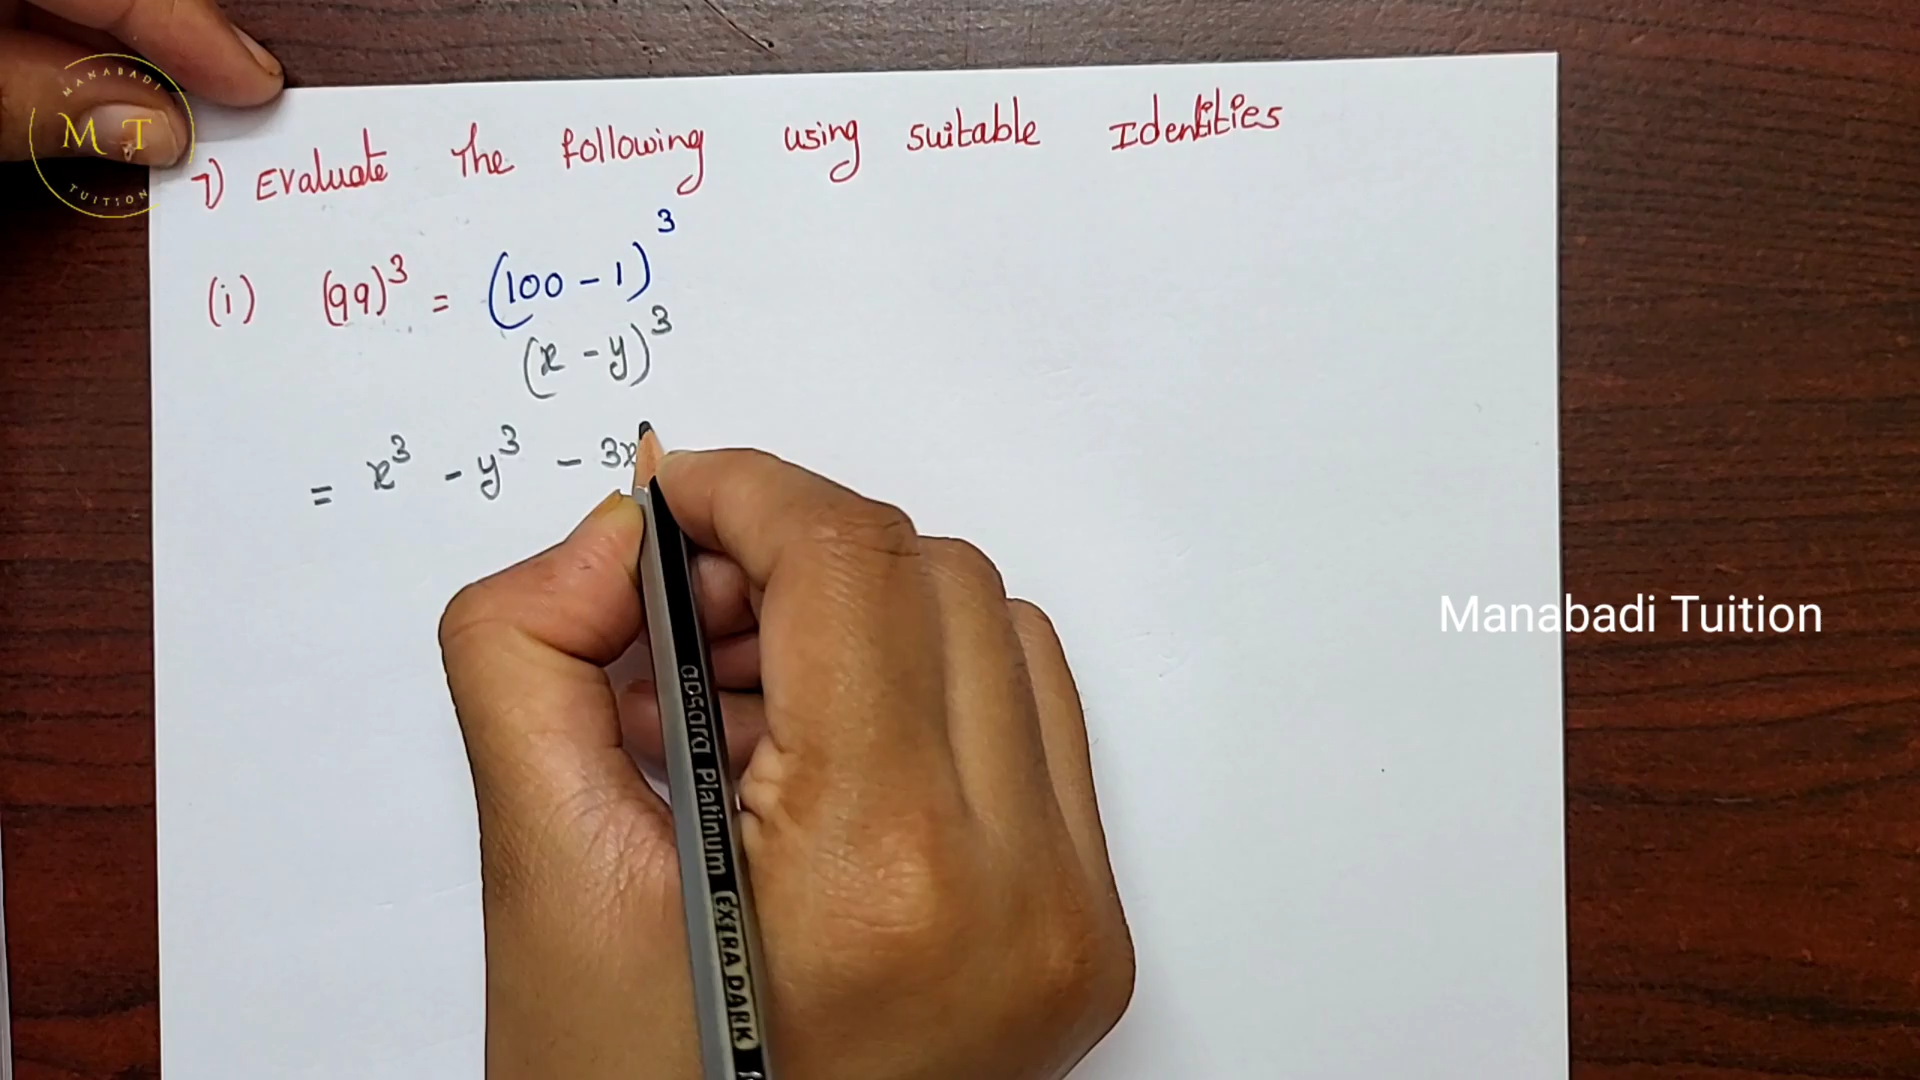 MANABADI
M T
TUITION
7) Evaluate The following using suitable Identities
(i) (99)³ = (100 - 1)³
(x - y)³
= x³ - y³ - 3x
Manabadi Tuition
apsara Platinum EXTRA DARK